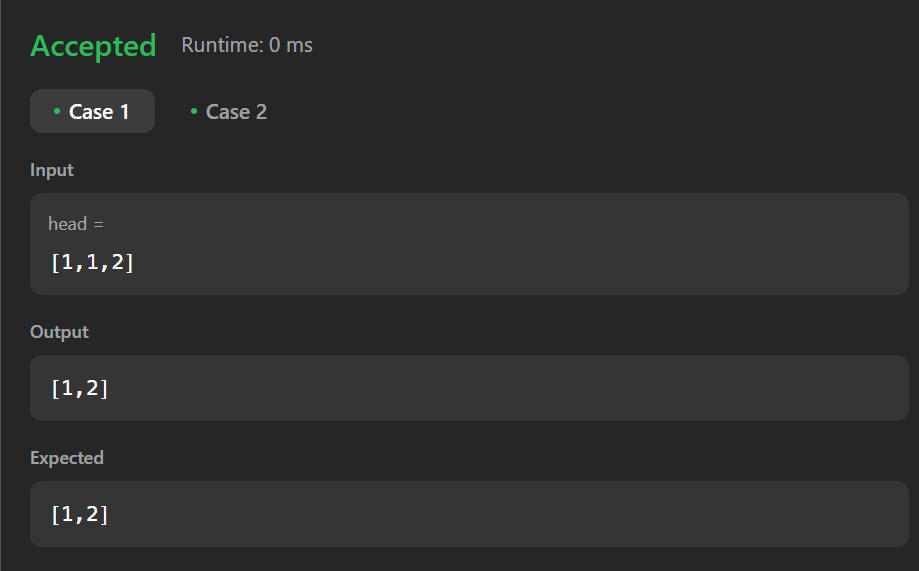 Accepted Runtime: 0 ms
Case 1 Case 2
Input
head =
[1,1,2]
Output
[1,2]
Expected
[1,2]